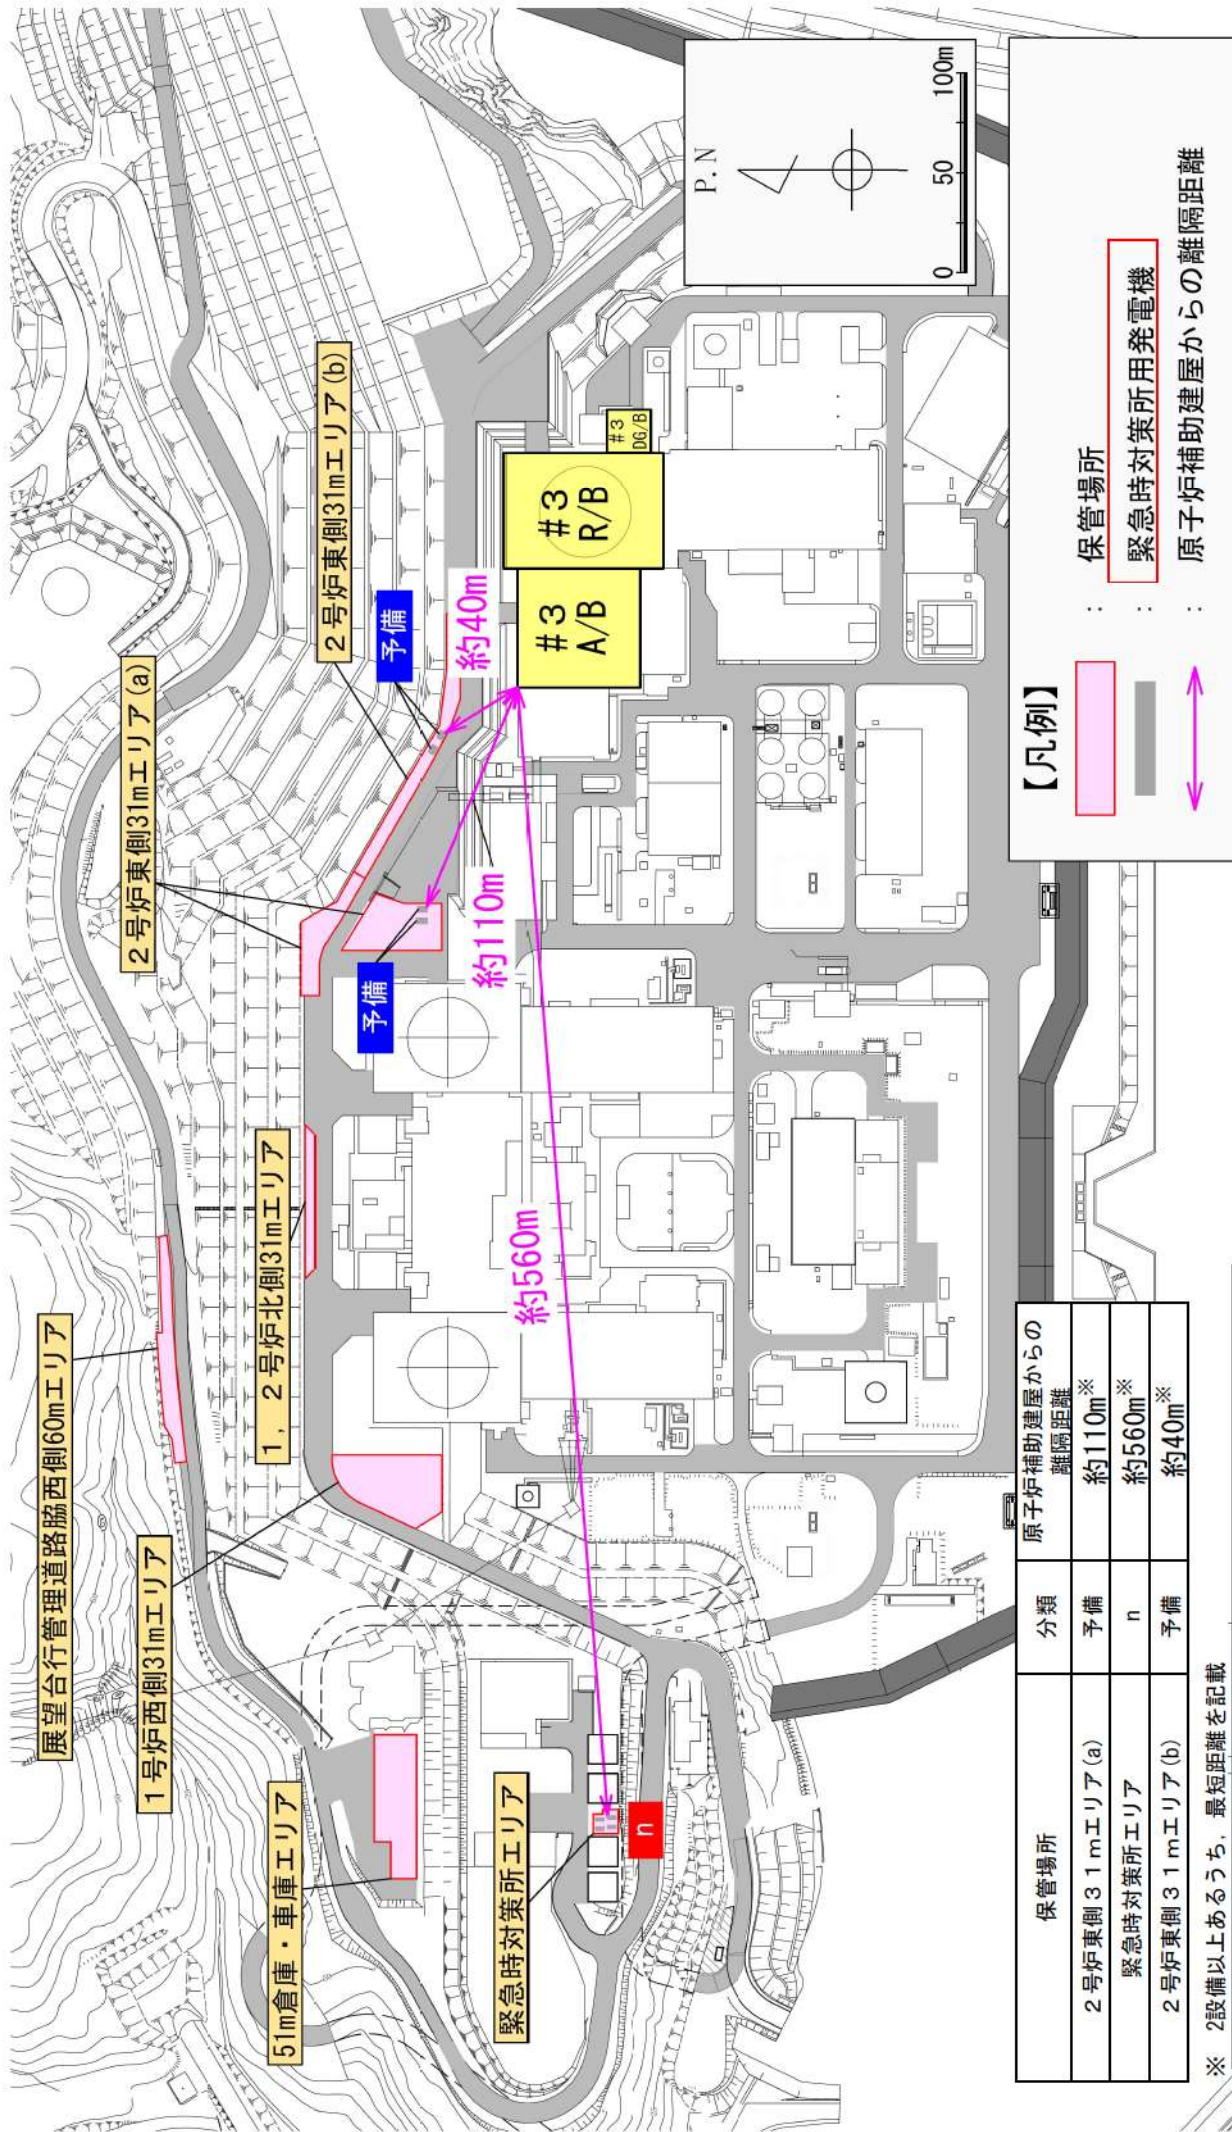 展望台行管理道路脇西側60mエリア
1号炉西側31mエリア
51m倉庫・車庫エリア
1,2号炉北側31mエリア
2号炉東側31mエリア(a)
2号炉東側31mエリア(b)
予備
予備
緊急時対策所エリア
n
約560m
約110m
約40m
#3
A/B
#3
R/B
#3
DG/B
P.N
0 50 100m
【凡例】
: 保管場所
: 緊急時対策所用発電機
: 原子炉補助建屋からの離隔距離
保管場所 分類 原子炉補助建屋からの
離隔距離
2号炉東側31mエリア(a) 予備 約110m※
緊急時対策所エリア n 約560m※
2号炉東側31mエリア(b) 予備 約40m※
※ 2設備以上あるうち,最短距離を記載